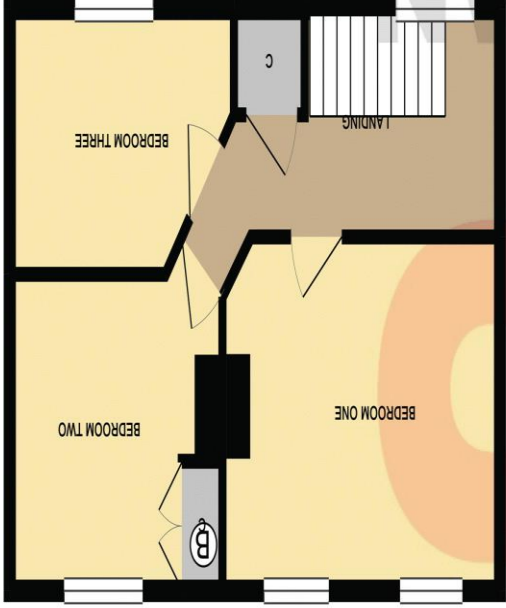 B
C
BEDROOM ONE
BEDROOM TWO
LANDING
BEDROOM THREE
C